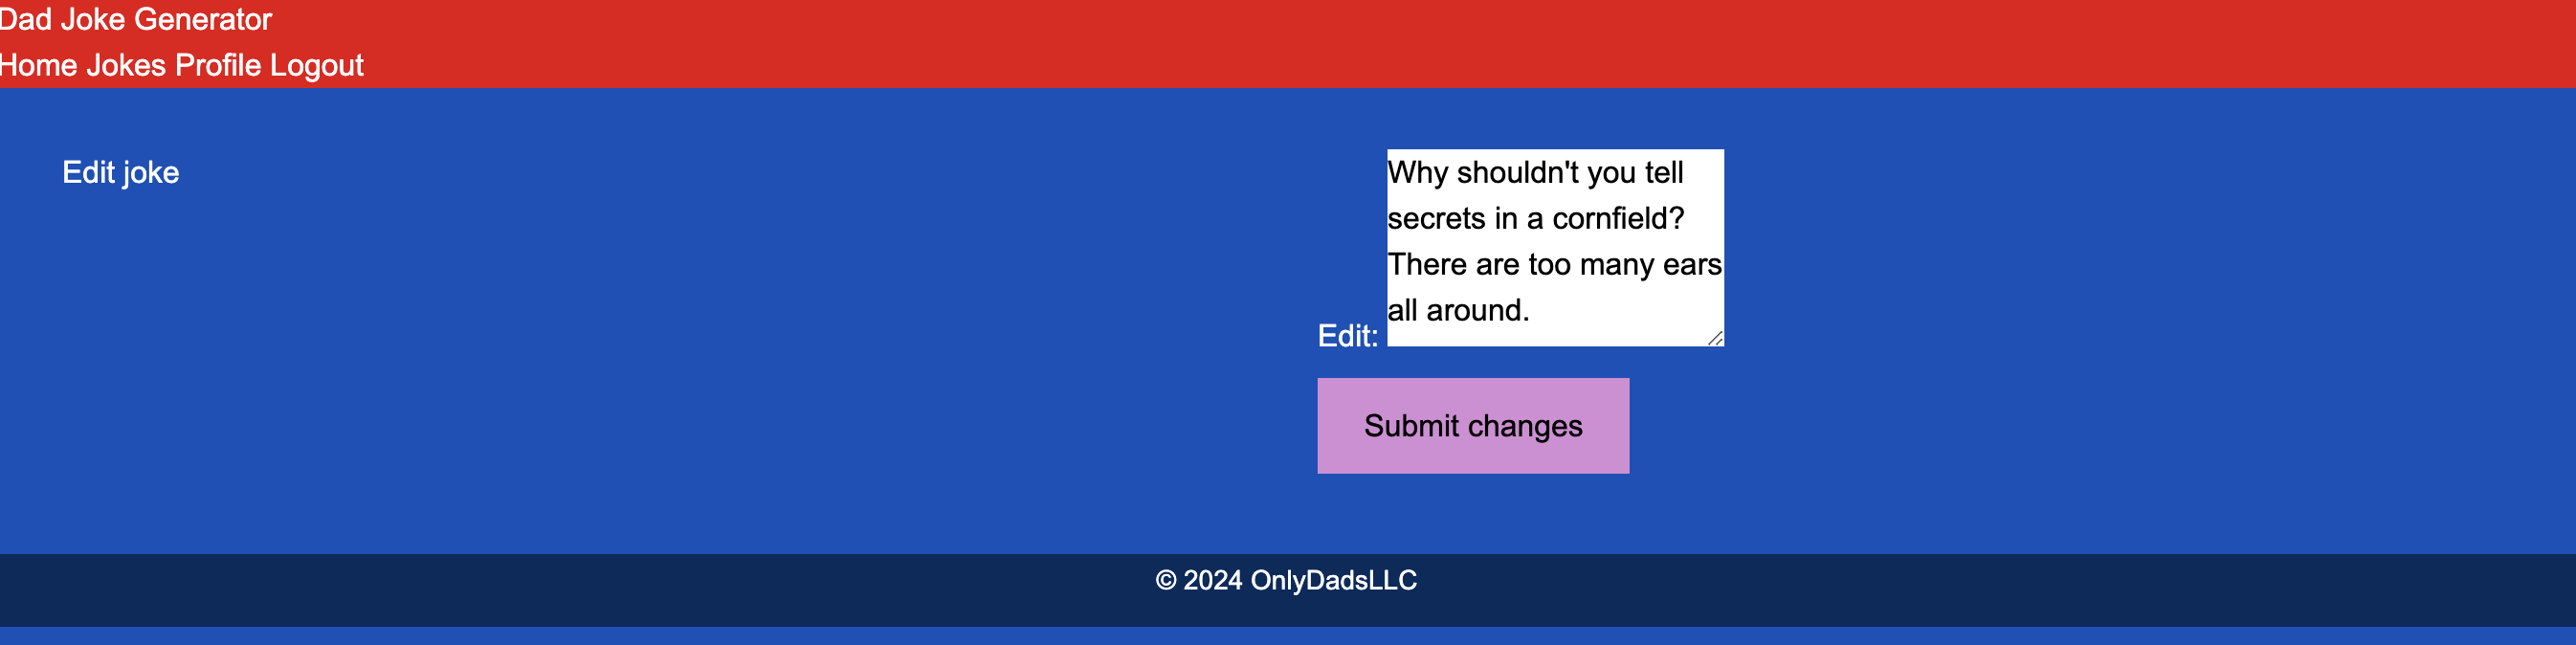 Dad Joke Generator
Home Jokes Profile Logout
Edit joke
Why shouldn't you tell
secrets in a cornfield?
There are too many ears
all around.
Edit:
Submit changes
© 2024 OnlyDadsLLC